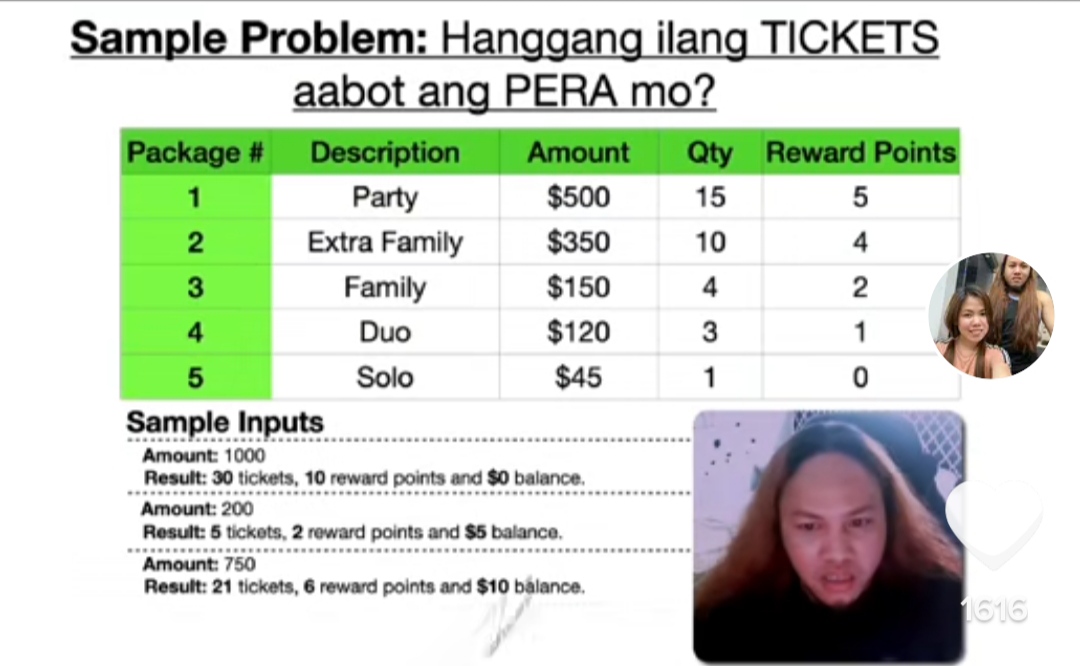 Sample Problem: Hanggang ilang TICKETS
aabot ang PERA mo?
Package # Description Amount Qty Reward Points
1 Party $500 15 5
2 Extra Family $350 10 4
3 Family $150 4 2
4 Duo $120 3 1
5 Solo $45 1 0
Sample Inputs
Amount: 1000
Result: 30 tickets, 10 reward points and $0 balance.
Amount: 200
Result: 5 tickets, 2 reward points and $5 balance.
Amount: 750
Result: 21 tickets, 6 reward points and $10 balance.
1616